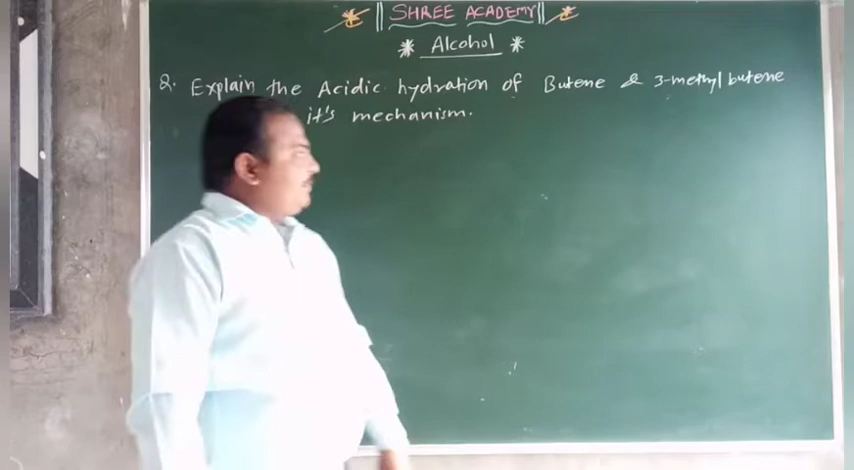 SHREE ACADEMY
Alcohol
Q. Explain the Acidic hydration of Butene & 3-methyl butene
it's mechanism.